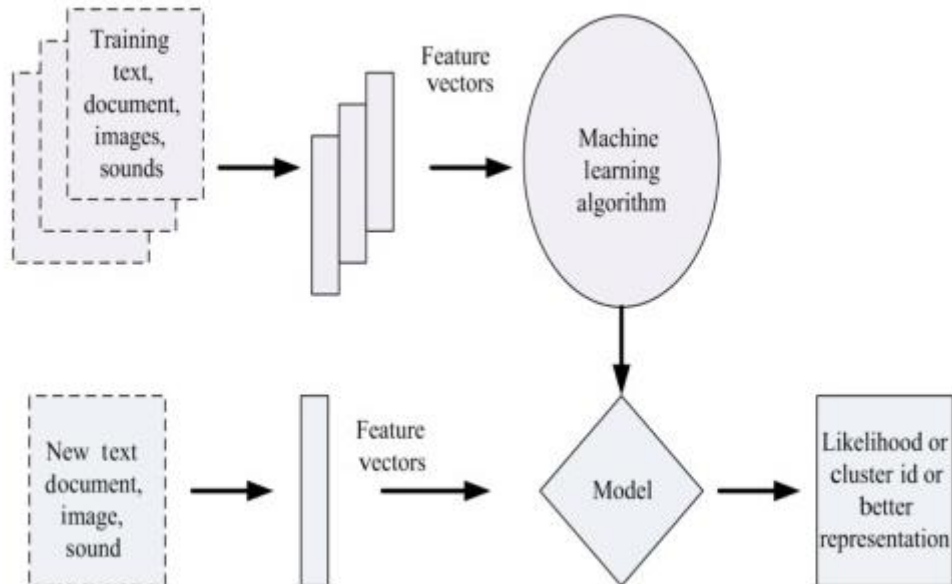 Training
text,
document,
images,
sounds
Feature
vectors
Machine
learning
algorithm
New text
document,
image,
sound
Feature
vectors
Model
Likelihood or
cluster id or
better
representation